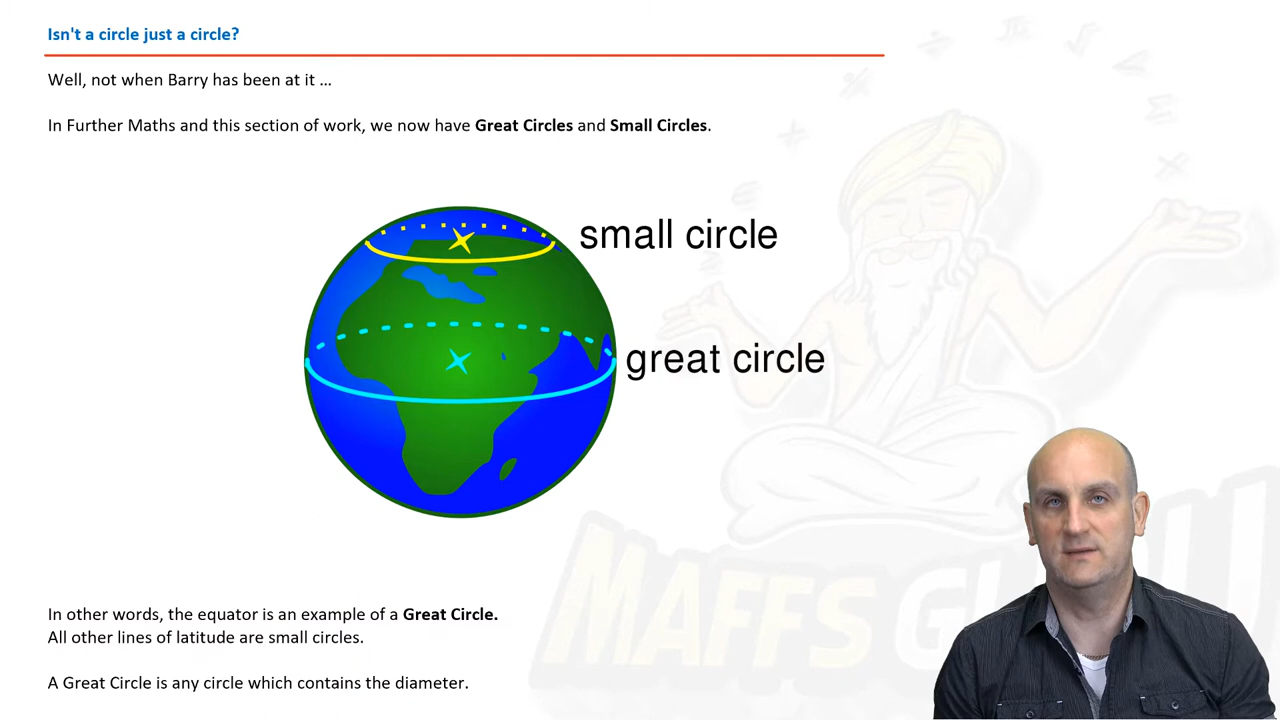 Isn't a circle just a circle?
Well, not when Barry has been at it ...
In Further Maths and this section of work, we now have Great Circles and Small Circles.
small circle
great circle
In other words, the equator is an example of a Great Circle.
All other lines of latitude are small circles.
A Great Circle is any circle which contains the diameter.
MAFFS